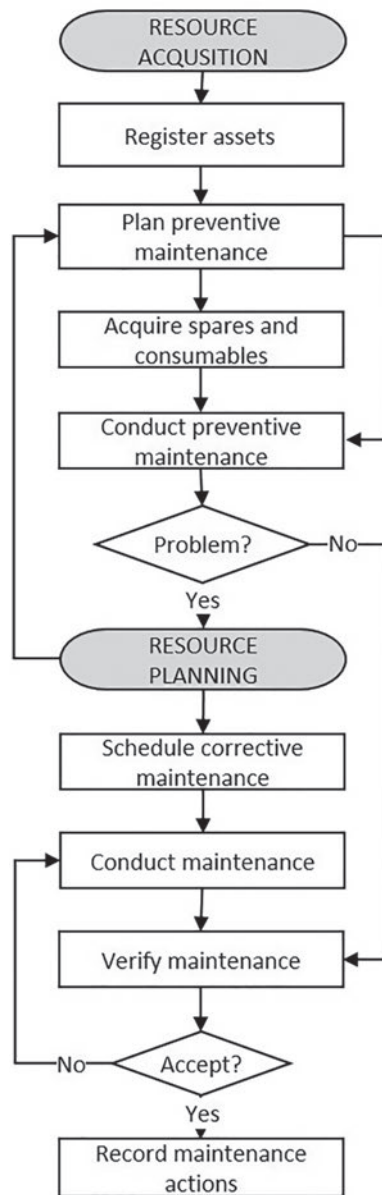 RESOURCE
ACQUSITION
Register assets
Plan preventive
maintenance
Acquire spares and
consumables
Conduct preventive
maintenance
Problem?
No
Yes
RESOURCE
PLANNING
Schedule corrective
maintenance
Conduct maintenance
Verify maintenance
No
Accept?
Yes
Record maintenance
actions